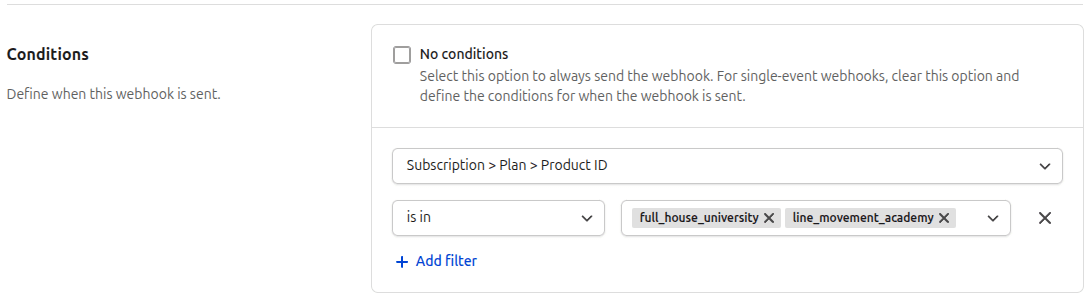 Conditions
Define when this webhook is sent.
No conditions
Select this option to always send the webhook. For single-event webhooks, clear this option and
define the conditions for when the webhook is sent.
Subscription > Plan > Product ID
is in
full_house_university line_movement_academy
Add filter